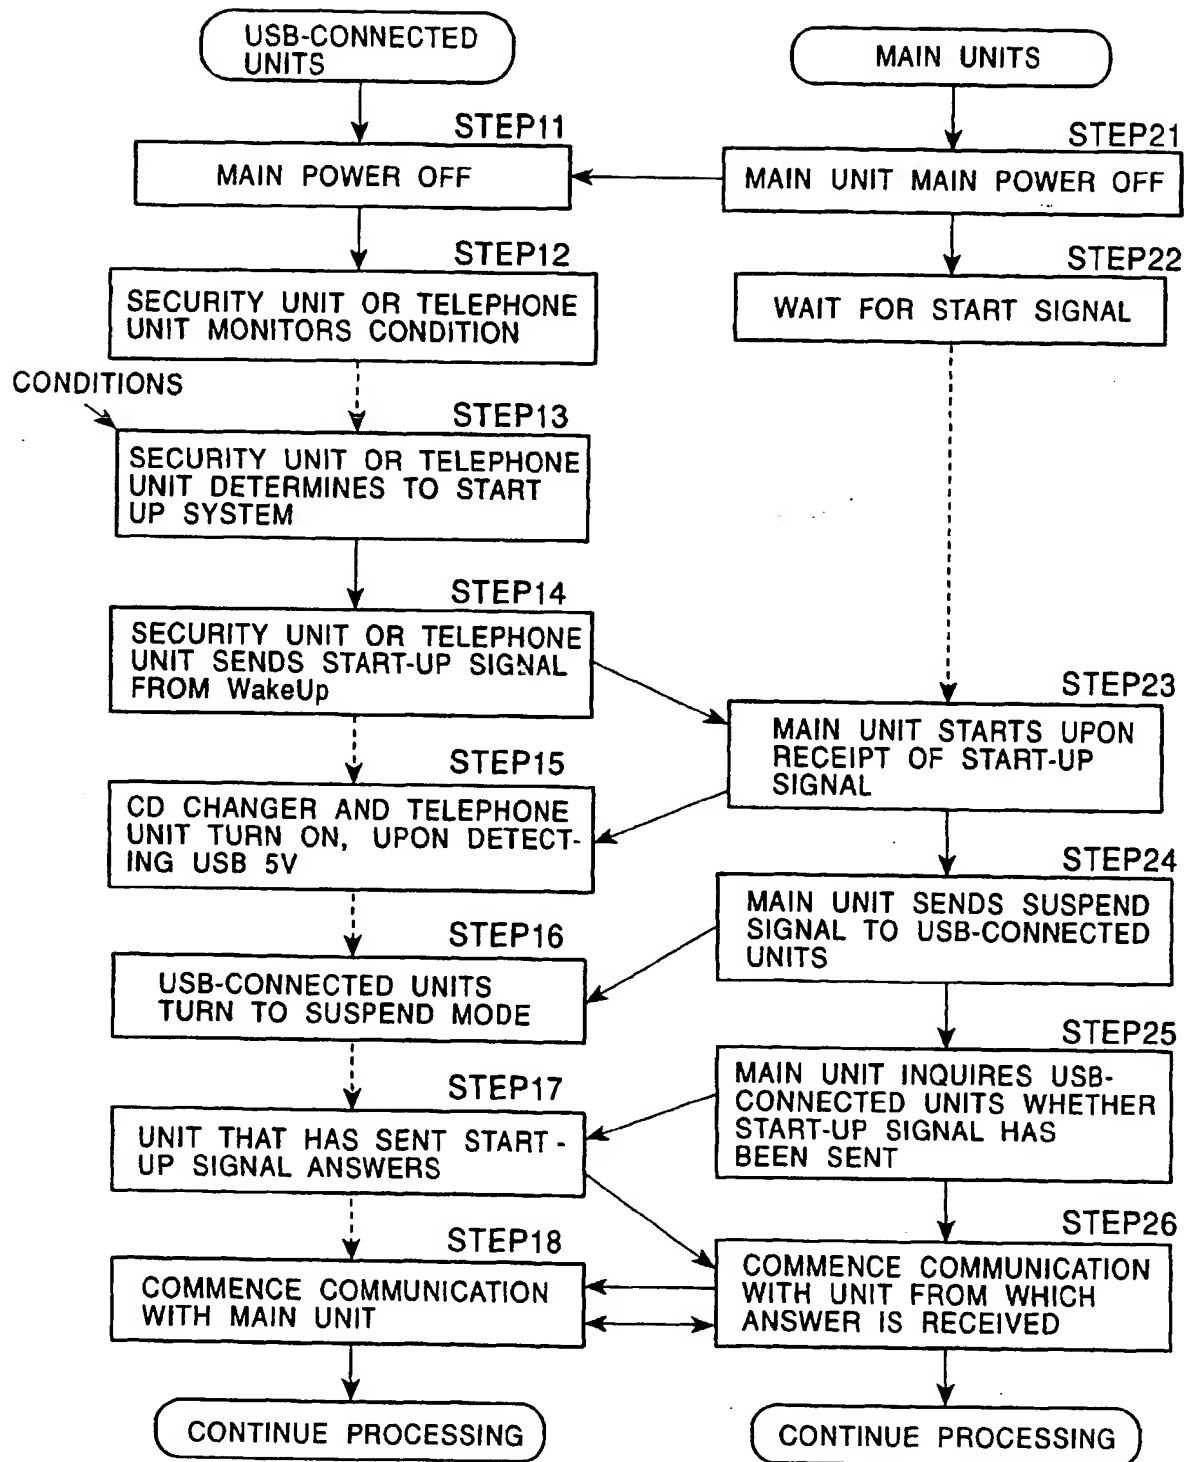 USB-CONNECTED
UNITS
STEP11
MAIN POWER OFF
STEP12
SECURITY UNIT OR TELEPHONE
UNIT MONITORS CONDITION
CONDITIONS
STEP13
SECURITY UNIT OR TELEPHONE
UNIT DETERMINES TO START
UP SYSTEM
STEP14
SECURITY UNIT OR TELEPHONE
UNIT SENDS START-UP SIGNAL
FROM WakeUp
STEP15
CD CHANGER AND TELEPHONE
UNIT TURN ON, UPON DETECT-
ING USB 5V
STEP16
USB-CONNECTED UNITS
TURN TO SUSPEND MODE
STEP17
UNIT THAT HAS SENT START-
UP SIGNAL ANSWERS
STEP18
COMMENCE COMMUNICATION
WITH MAIN UNIT
CONTINUE PROCESSING
MAIN UNITS
STEP21
MAIN UNIT MAIN POWER OFF
STEP22
WAIT FOR START SIGNAL
STEP23
MAIN UNIT STARTS UPON
RECEIPT OF START-UP
SIGNAL
STEP24
MAIN UNIT SENDS SUSPEND
SIGNAL TO USB-CONNECTED
UNITS
STEP25
MAIN UNIT INQUIRES USB-
CONNECTED UNITS WHETHER
START-UP SIGNAL HAS
BEEN SENT
STEP26
COMMENCE COMMUNICATION
WITH UNIT FROM WHICH
ANSWER IS RECEIVED
CONTINUE PROCESSING